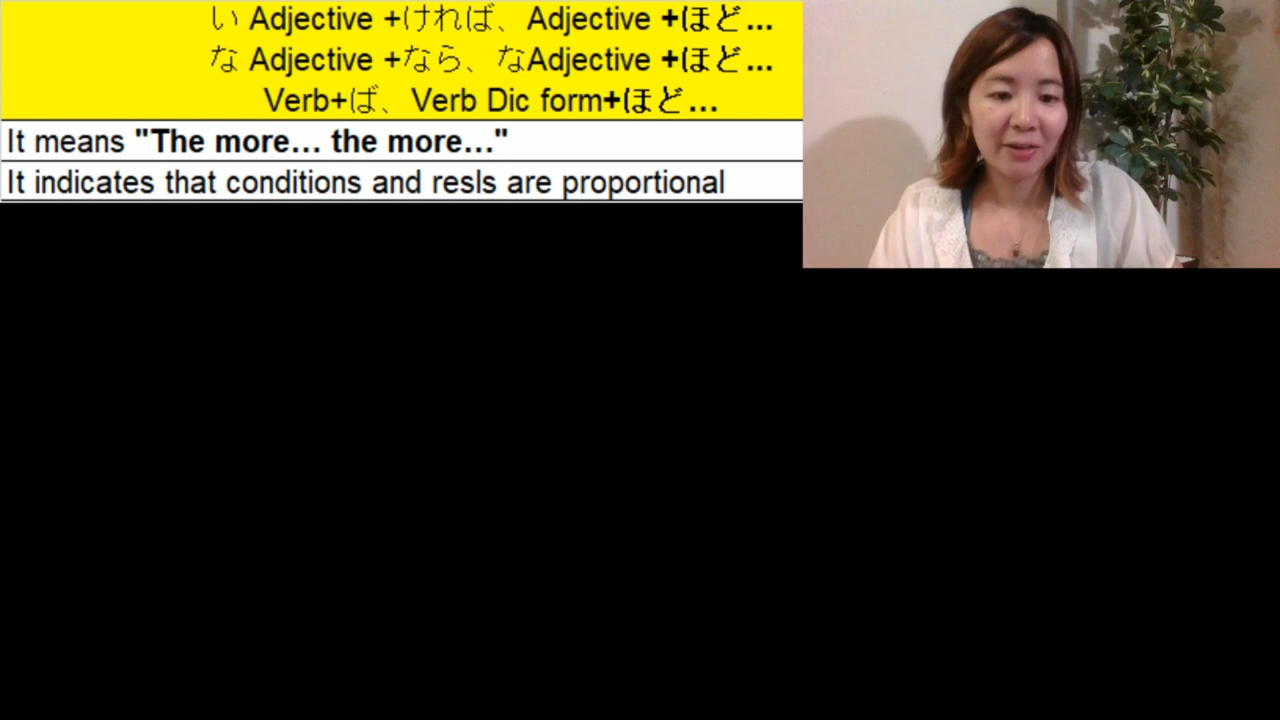 い Adjective +ければ、Adjective +ほど...
な Adjective +なら、なAdjective +ほど...
Verb+ば、Verb Dic form+ほど...
It means "The more... the more..."
It indicates that conditions and resls are proportional